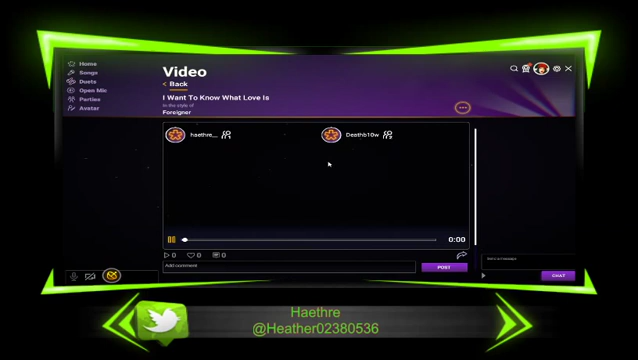 Home
Songs
Duets
Open Mic
Parties
Avatar
Video
< Back
I Want To Know What Love Is
In the style of
Foreigner
haethre__
Deathb10w
0:00
0
0
0
Add comment
POST
CHAT
Haethre
@Heather02380536